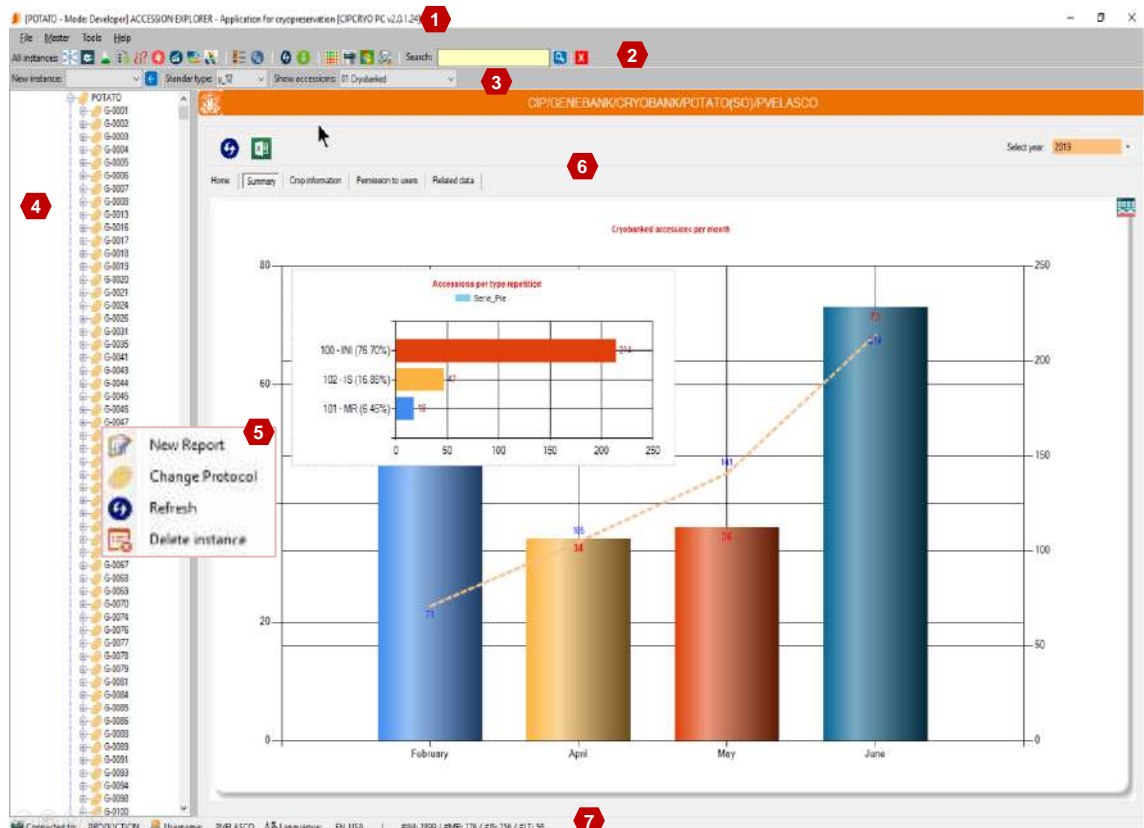 [POTATO - Mode: Developer] ACCESSION EXPLORER - Application for cryopreservation [CIPCRYO PC v2.0.1.24]
1
File Master Tools Help
All instances: Search: 2
New instance: Standar type: s_12 Show accessions: 01 Cryobanked 3
CIP/GENEBANK/CRYOBANK/POTATO(SO)/PVELASCO
Select year: 2013
6
Home Summary Crop information Permission to users Related data
4
POTATO
G-0001
G-0002
G-0003
G-0004
G-0005
G-0006
G-0007
G-0008
G-0013
G-0016
G-0017
G-0018
G-0019
G-0020
G-0021
G-0024
G-0026
G-0031
G-0035
G-0041
G-0043
G-0044
G-0045
G-0046
G-0047
5
New Report
Change Protocol
Refresh
Delete instance
G-0067
G-0068
G-0069
G-0070
G-0074
G-0076
G-0077
G-0078
G-0079
G-0081
G-0084
G-0085
G-0086
G-0088
G-0089
G-0091
G-0093
G-0094
G-0098
G-0100
Cryobanked accessions per month
80
60
20
0
250
200
150
100
50
0
Accessions per type repetition
Serie_Pie
100 - INI (76.70%) 214
102 - IS (16.85%) 47
101 - MR (6.45%) 18
0 50 100 150 200 250
71
105
34
141
36
73
214
February April May June
Connected to: PRODUCTION Username: PVELASCO Language: EN-USA
7